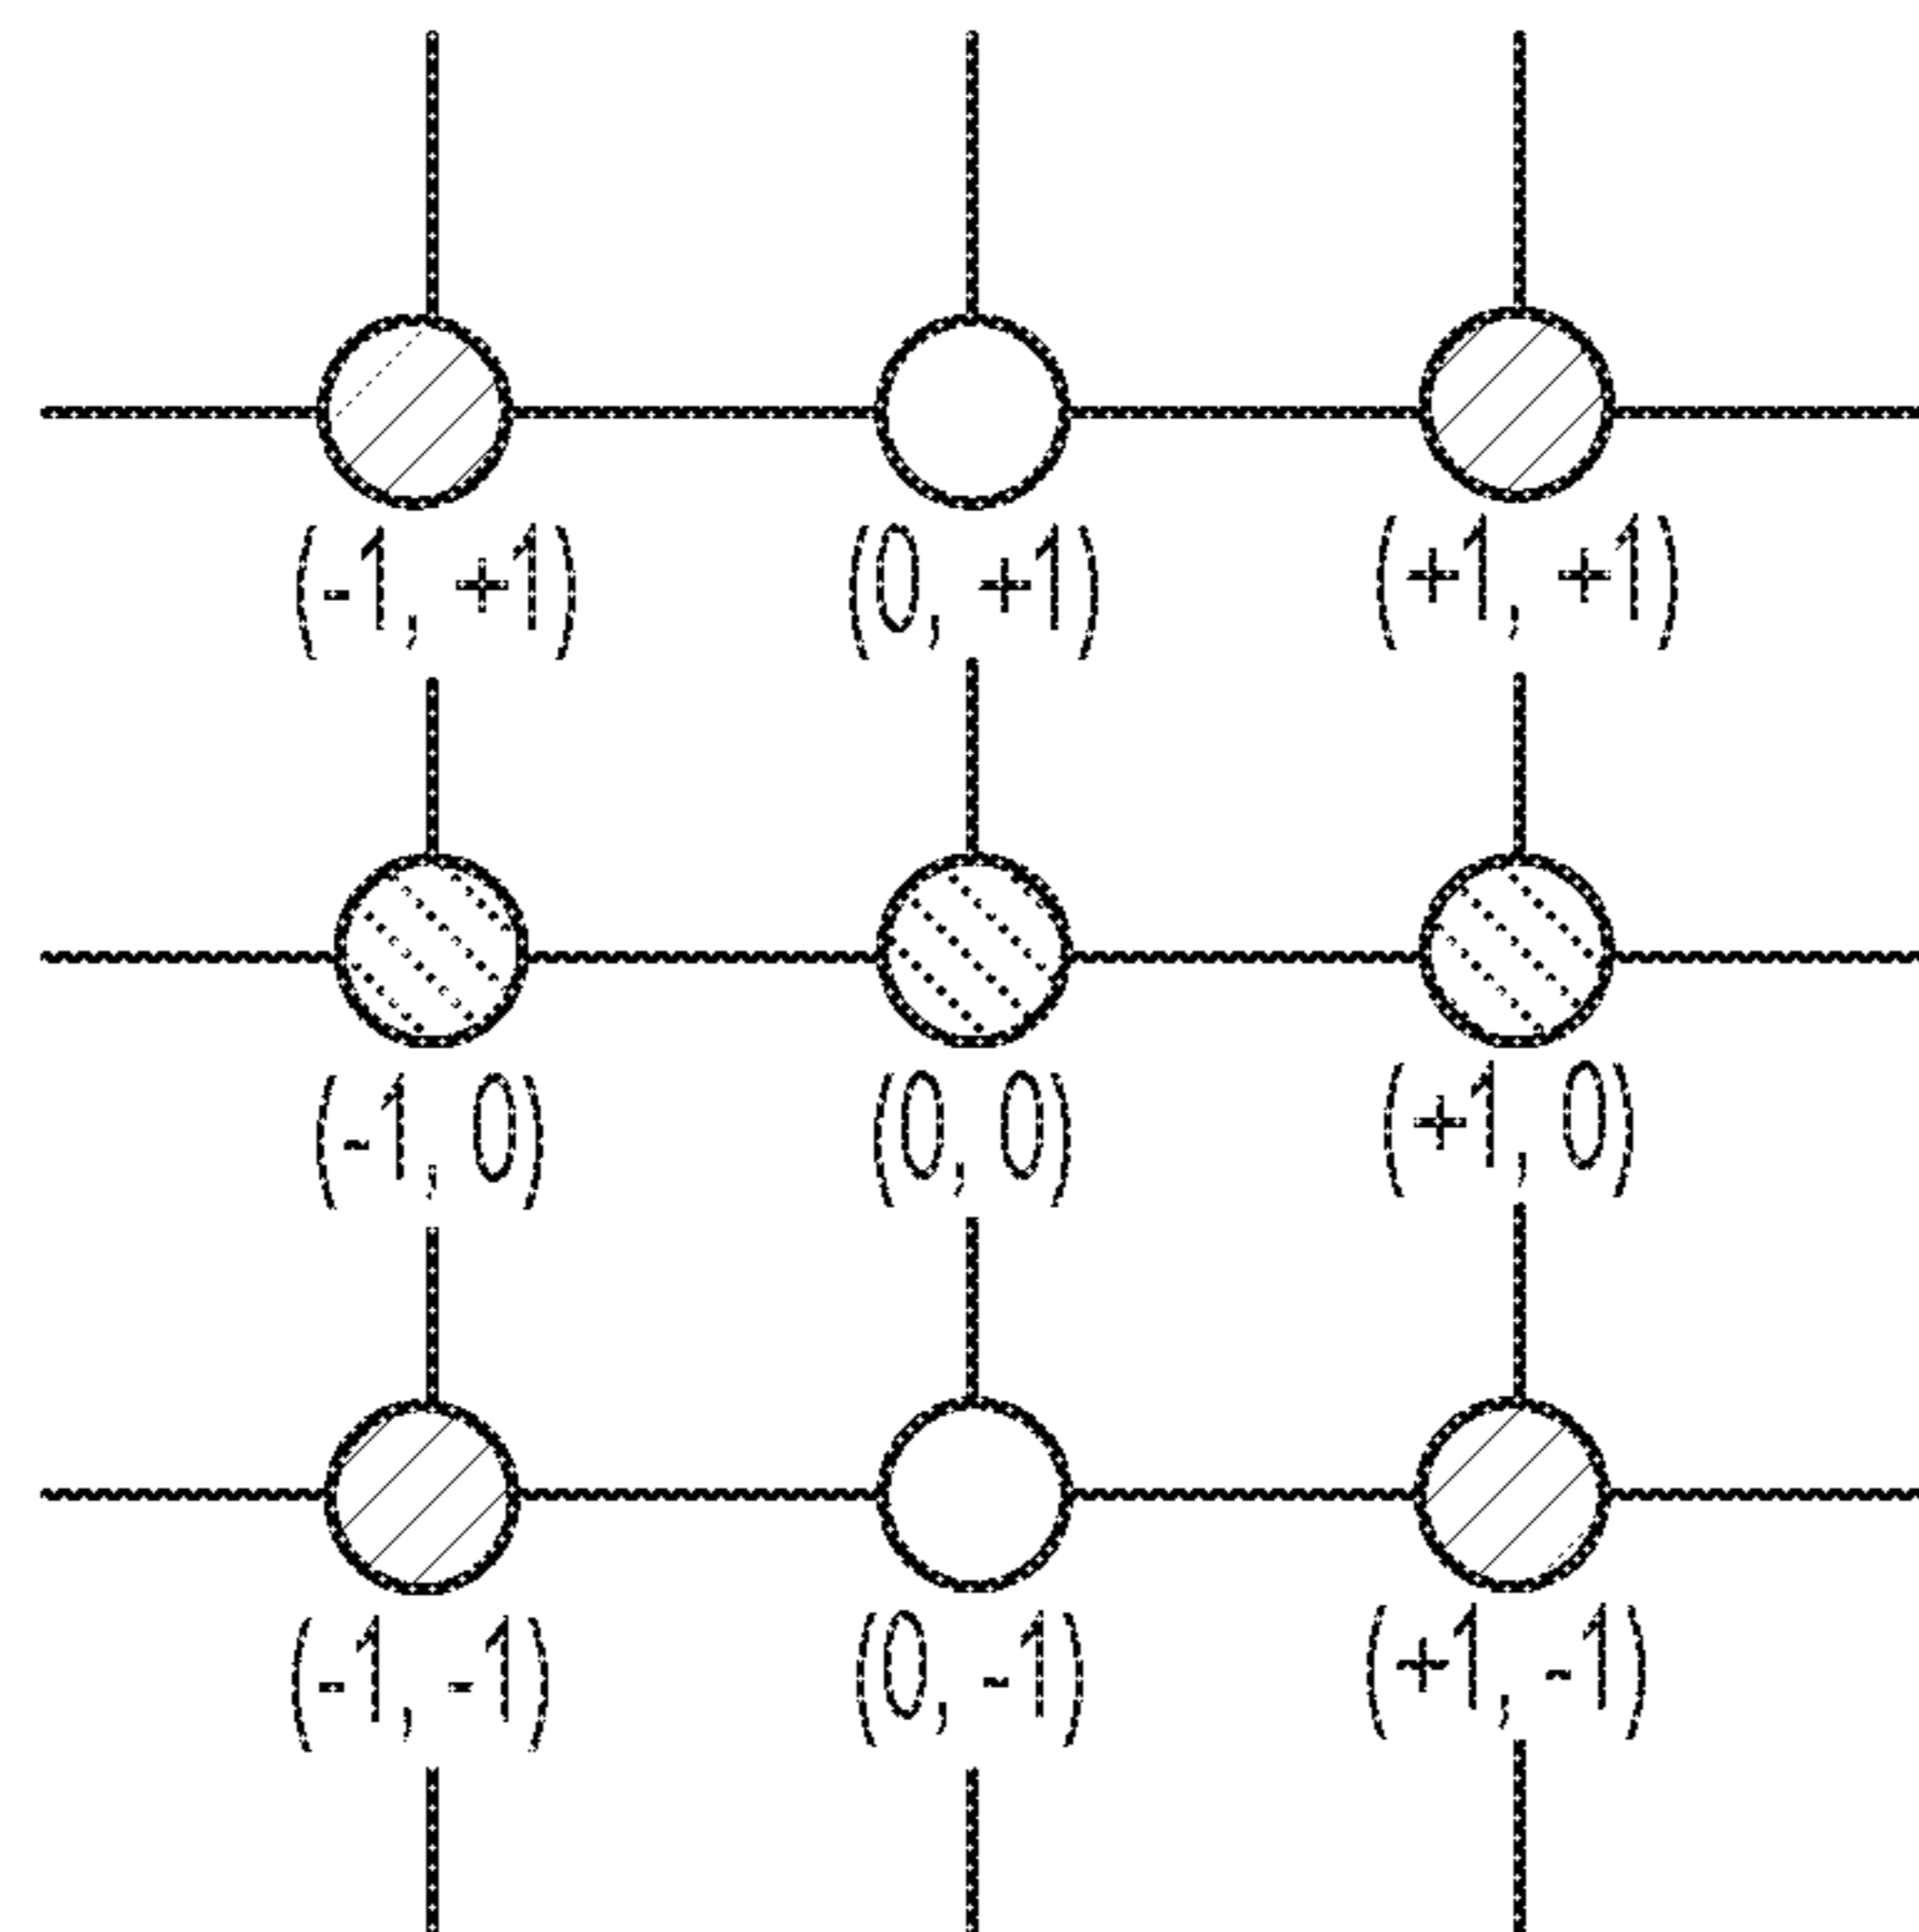 (-1, +1) (0, +1) (+1, +1)
(-1, 0) (0, 0) (+1, 0)
(-1, -1) (0, -1) (+1, -1)